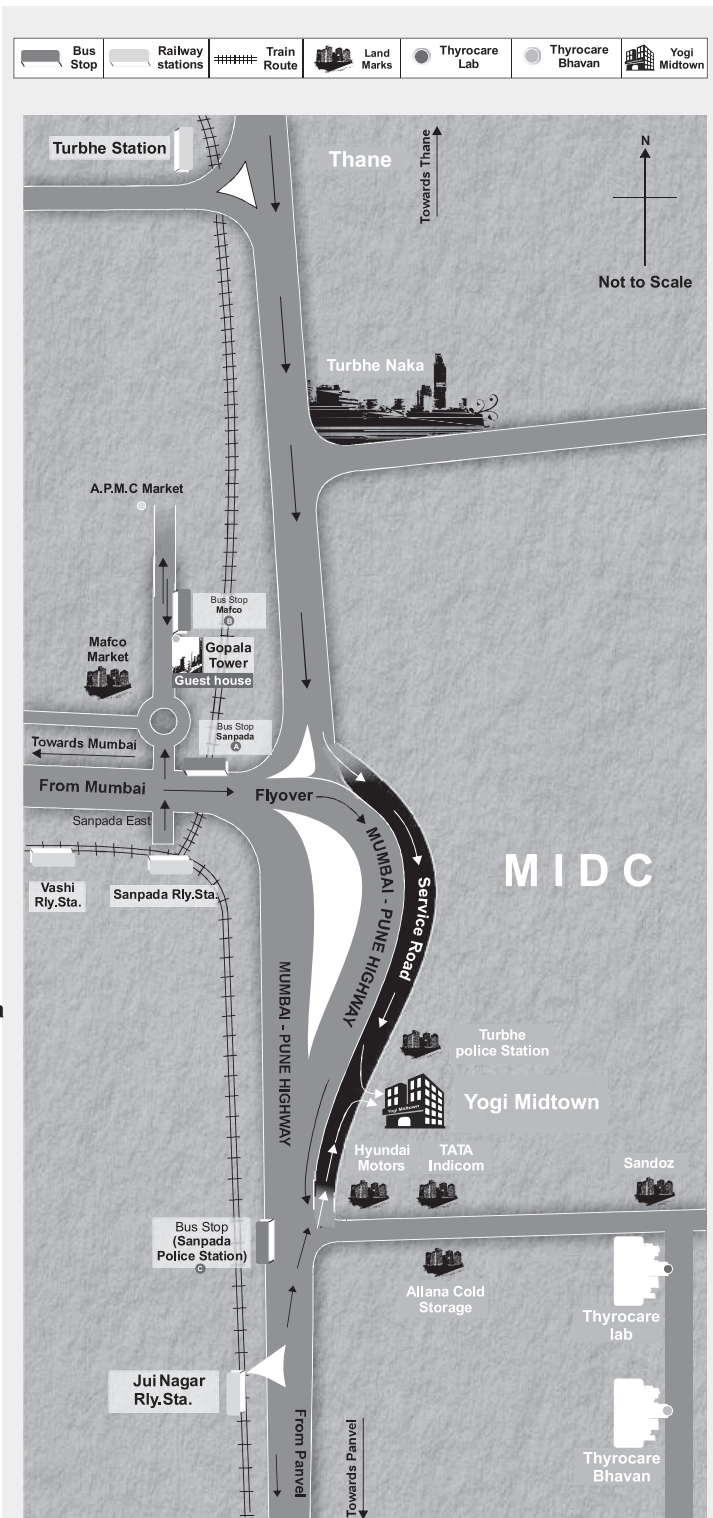 Bus
Stop
Railway
stations
Train
Route
Land
Marks
Thyrocare
Lab
Thyrocare
Bhavan
Yogi
Midtown
Turbhe Station
Thane
Towards Thane
N
Not to Scale
Turbhe Naka
A.P.M.C Market
Bus Stop
Mafco
B
Mafco
Market
Gopala
Tower
Guest house
Bus Stop
Sanpada
A
Towards Mumbai
From Mumbai
Flyover
Sanpada East
Vashi
Rly.Sta.
Sanpada Rly.Sta.
MUMBAI - PUNE HIGHWAY
Service Road
MIDC
MUMBAI - PUNE HIGHWAY
a
Turbhe
police Station
Yogi Midtown
Yogi Midtown
Hyundai
Motors
TATA
Indicom
Sandoz
Bus Stop
(Sanpada
Police Station)
C
Allana Cold
Storage
Thyrocare
lab
Jui Nagar
Rly.Sta.
From Panvel
Towards Panvel
Thyrocare
Bhavan